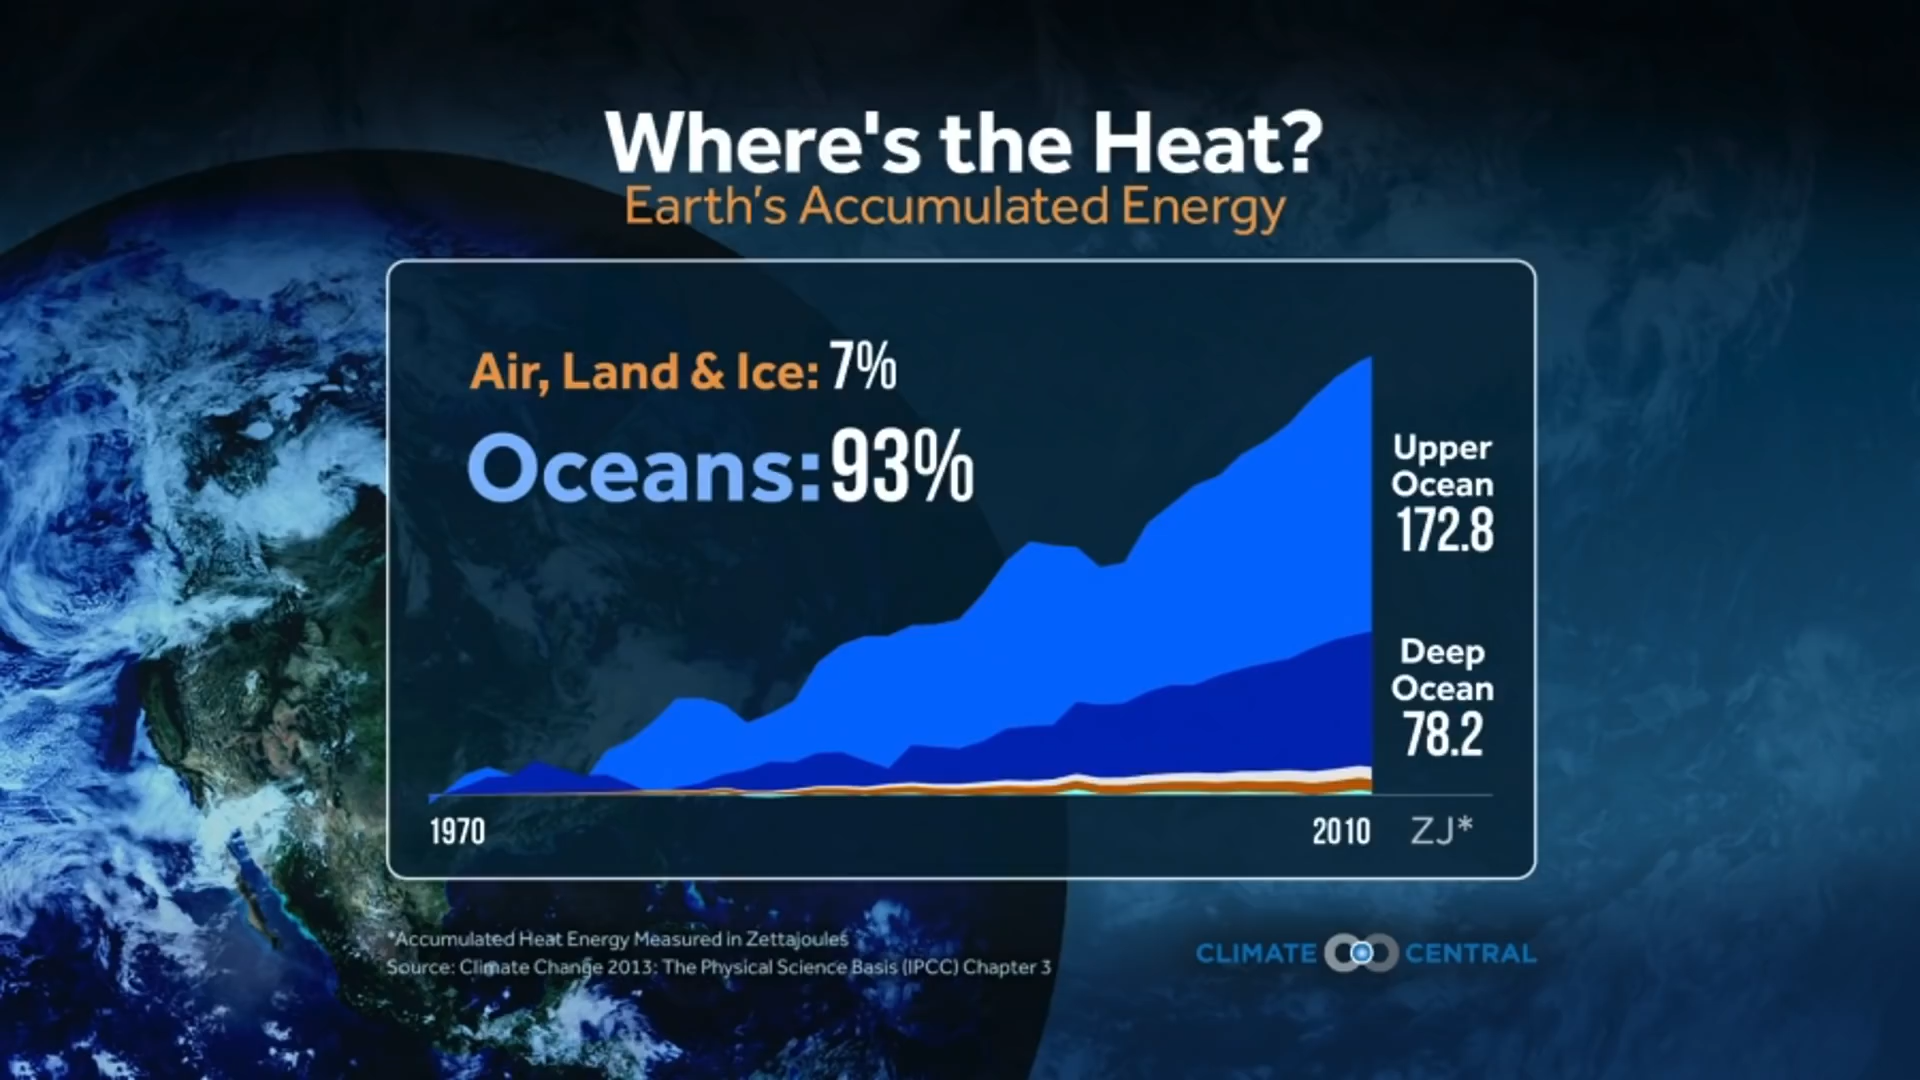 Where's the Heat?
Earth's Accumulated Energy
Air, Land & Ice: 7%
Oceans: 93%
Upper
Ocean
172.8
Deep
Ocean
78.2
1970
2010
ZJ*
*Accumulated Heat Energy Measured in Zettajoules
Source: Climate Change 2013: The Physical Science Basis (IPCC) Chapter 3
CLIMATE CENTRAL